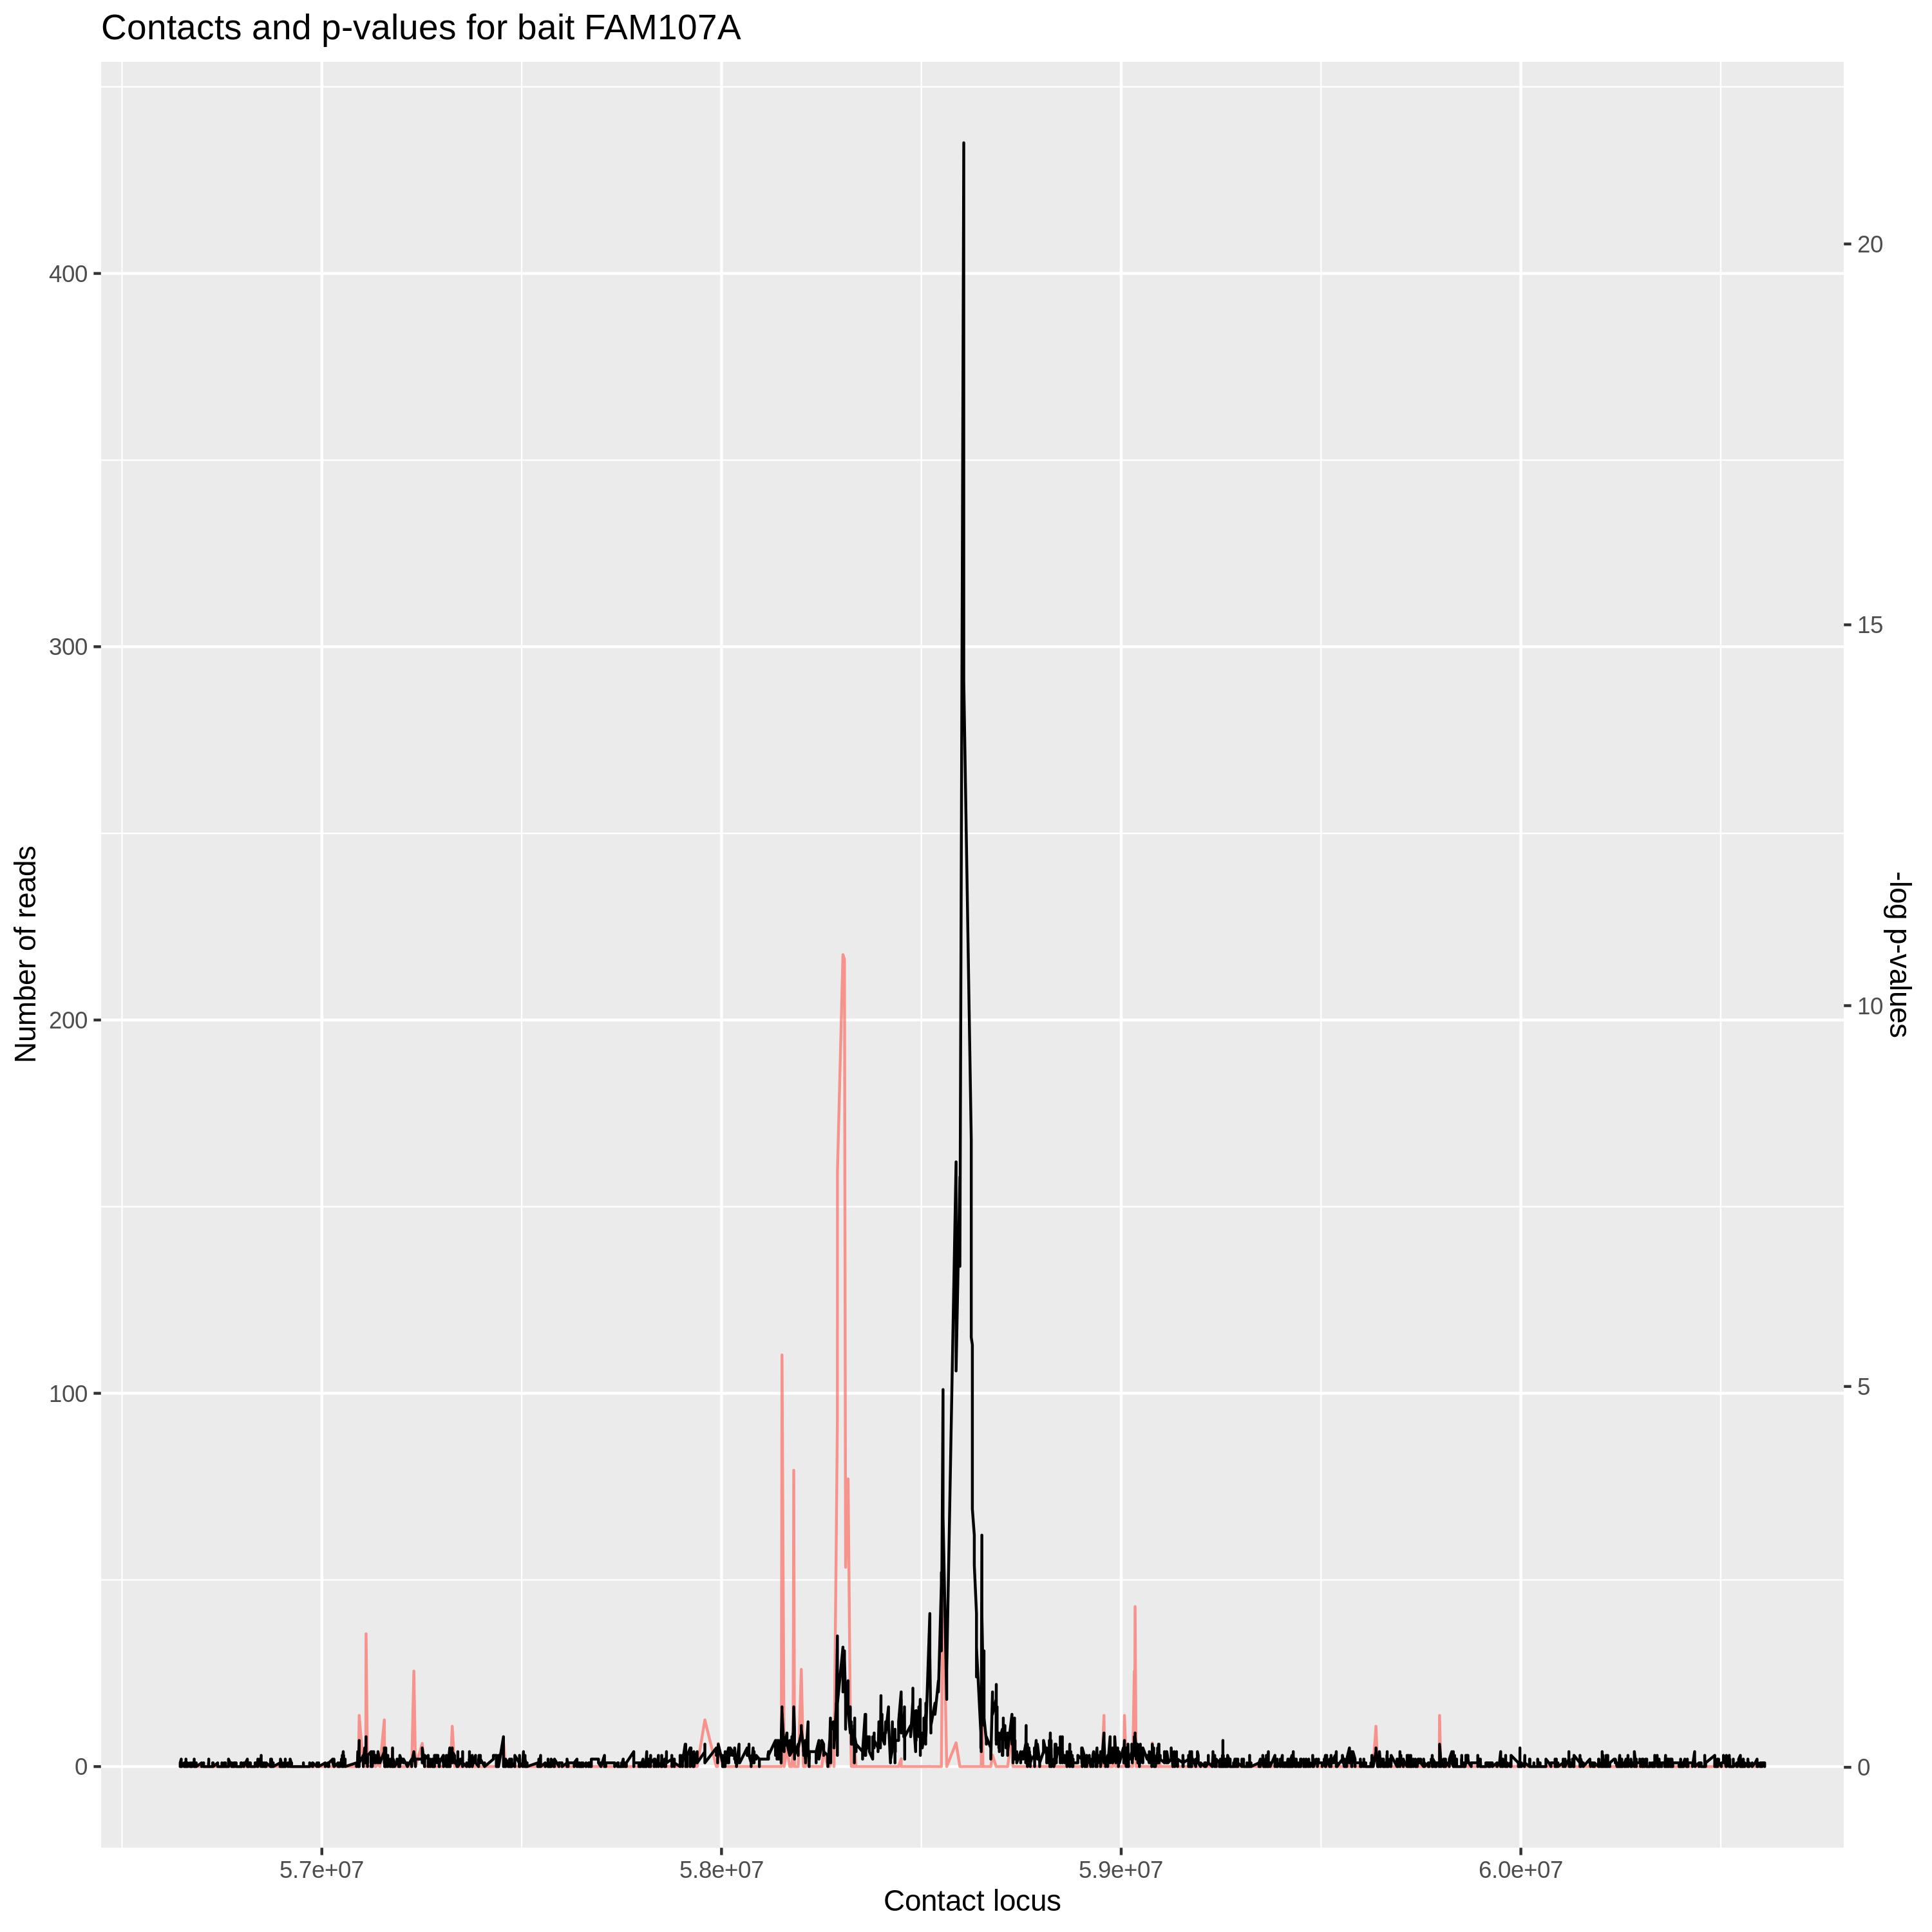 Contacts and p-values for bait FAM107A
Number of reads
400
300
200
100
0
20
15
10
5
0
-log p-values
5.7e+07
5.8e+07
5.9e+07
6.0e+07
Contact locus